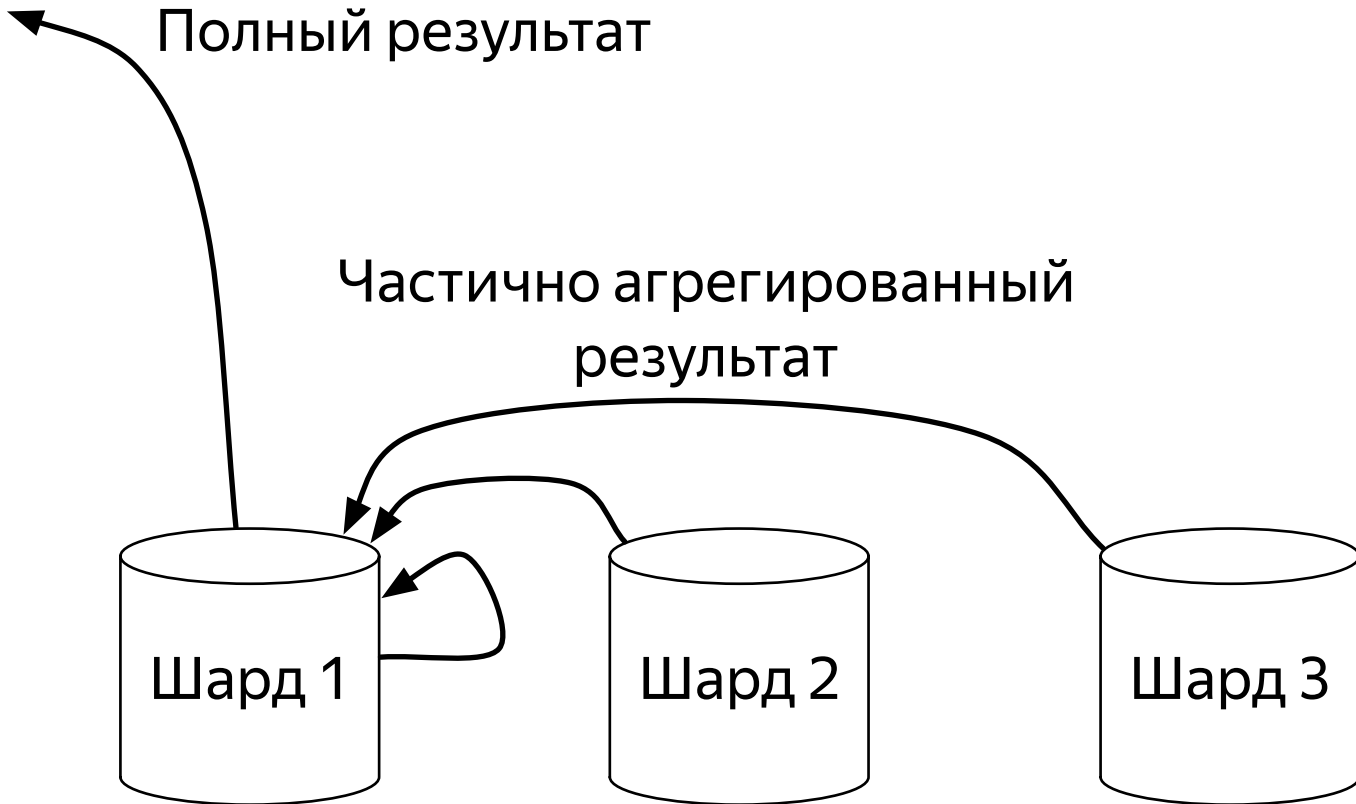 Полный результат
Частично агрегированный
результат
Шард 1
Шард 2
Шард 3